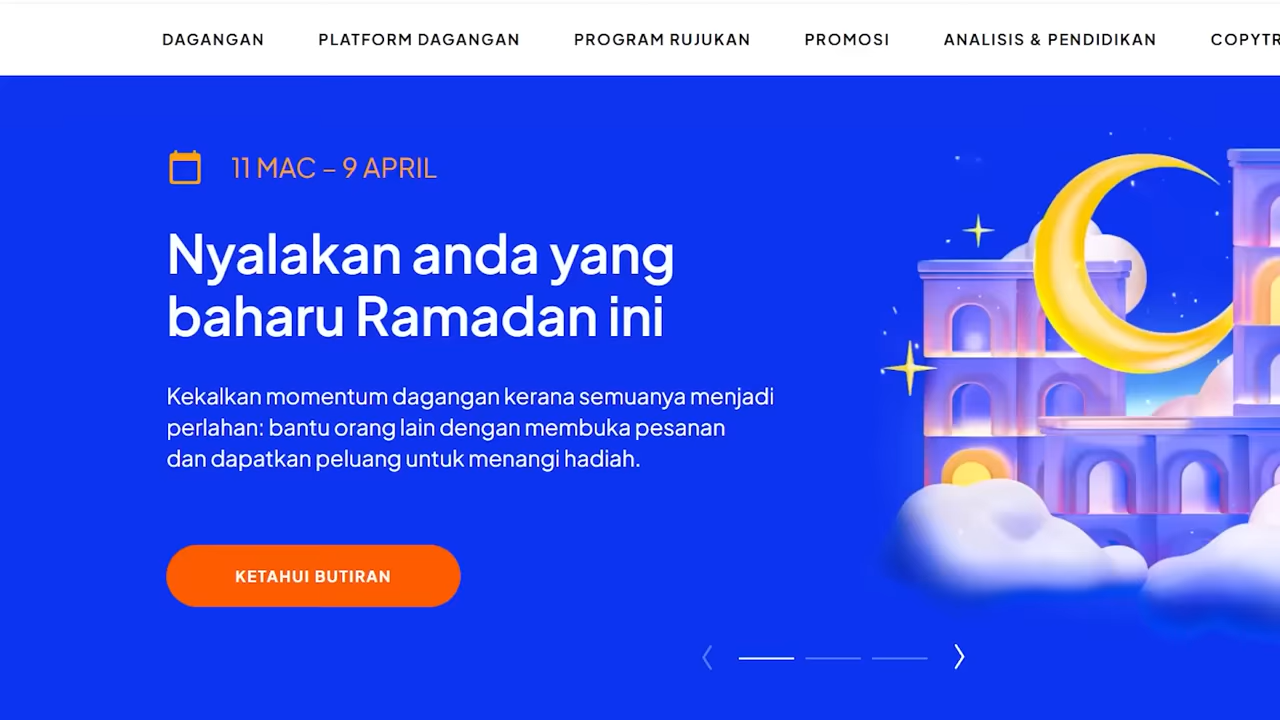 DAGANGAN PLATFORM DAGANGAN PROGRAM RUJUKAN PROMOSI ANALISIS & PENDIDIKAN
11 MAC – 9 APRIL
Nyalakan anda yang
baharu Ramadan ini
Kekalkan momentum dagangan kerana semuanya menjadi
perlahan: bantu orang lain dengan membuka pesanan
dan dapatkan peluang untuk menangi hadiah.
KETAHUI BUTIRAN